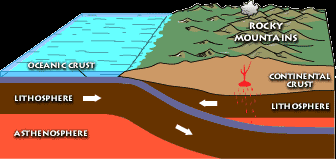 ROCKY
MOUNTAINS
OCEANIC CRUST
CONTINENTAL
CRUST
LITHOSPHERE
LITHOSPHERE
ASTHENOSPHERE